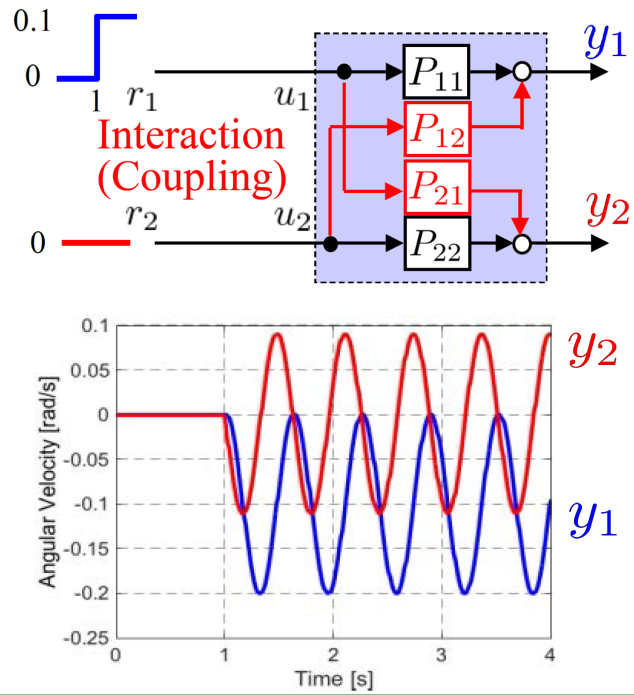 0.1
0
1
r₁
u₁
P₁₁
y₁
Interaction
(Coupling)
P₁₂
P₂₁
0
r₂
u₂
P₂₂
y₂
0.1
0.05
0
-0.05
-0.1
-0.15
-0.2
-0.25
Angular Velocity [rad/s]
0 1 2 3 4
Time [s]
y₂
y₁